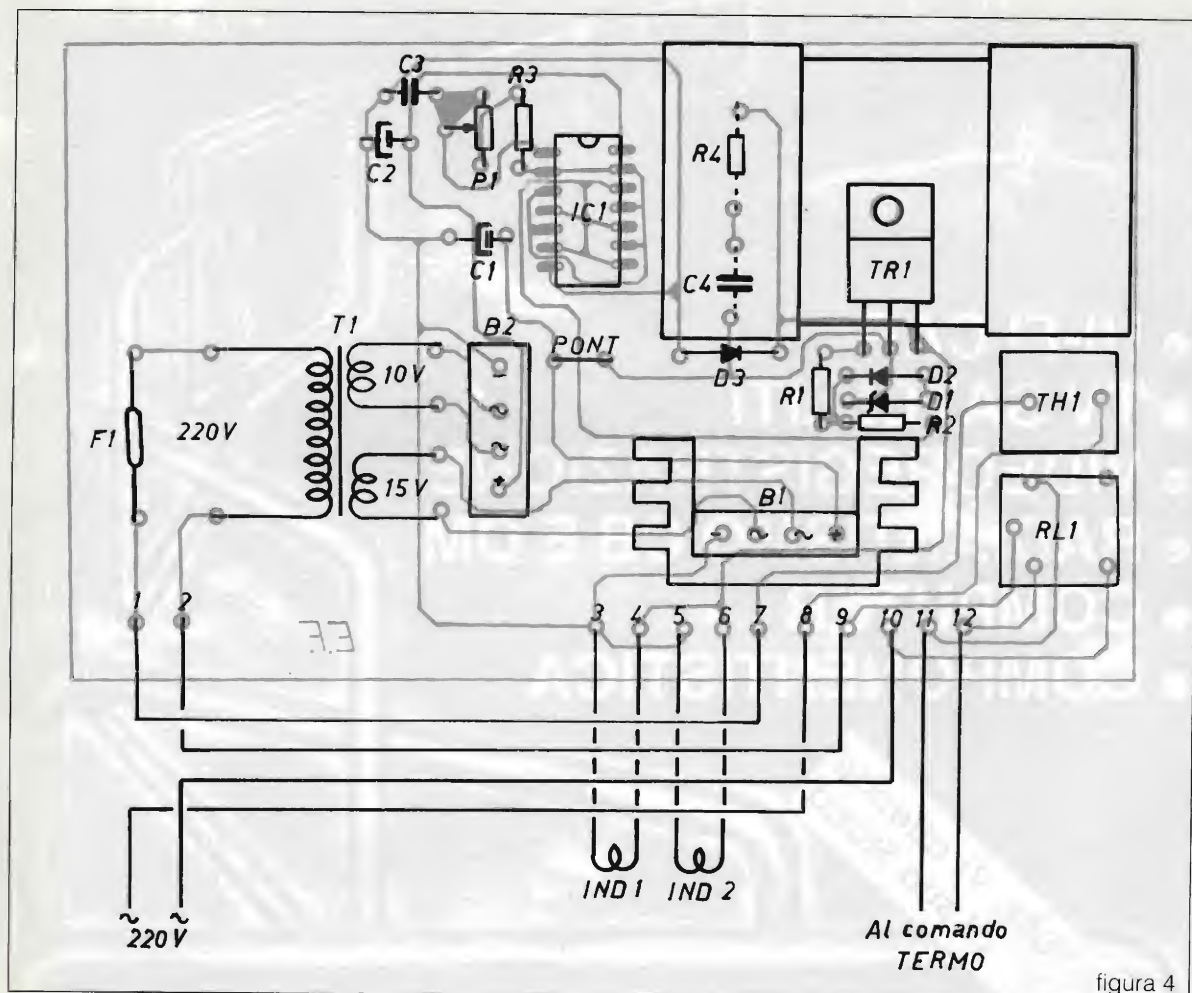 C3
R3
C2
P1
IC1
R4
C4
TR1
C1
T1
B2
PONT
D3
10V
-
~
~
+
220V
F1
15V
R1
D2
D1
R2
TH1
B1
- ~ ~ +
RL1
1 2 3 4 5 6 7 8 9 10 11 12
IND 1 IND 2
~ ~
220V
Al comando
TERMO
figura 4